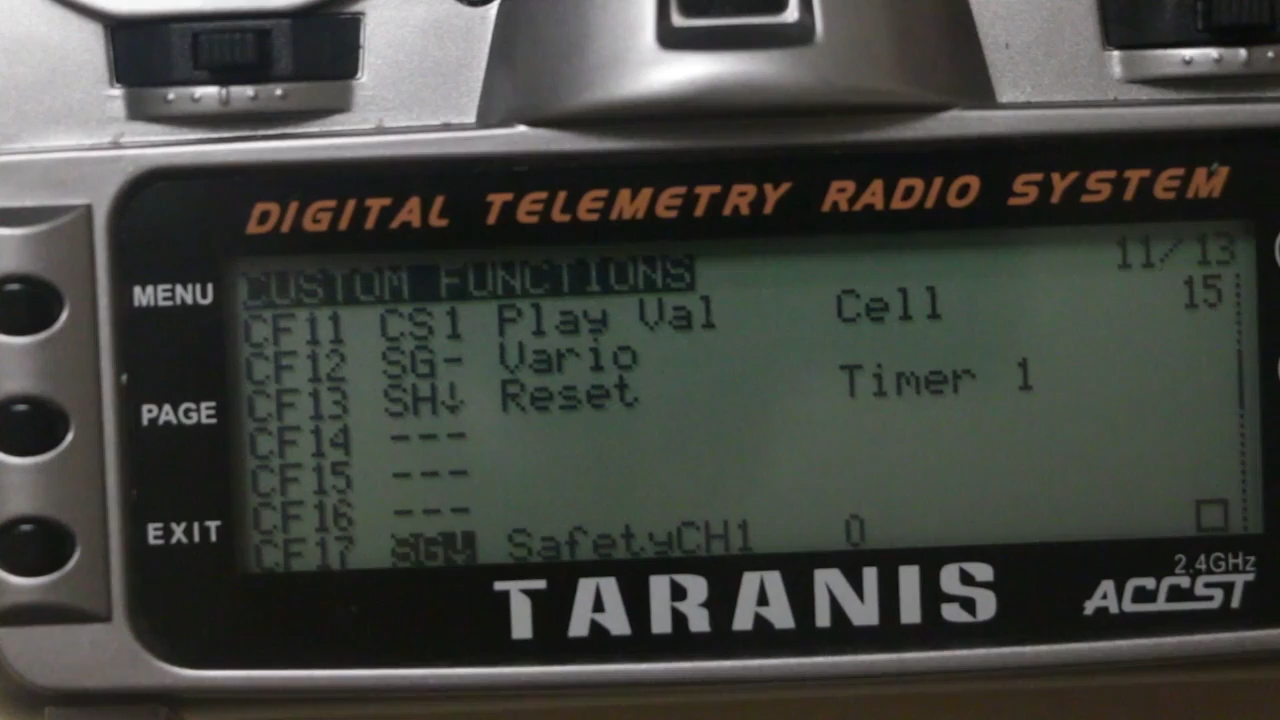 DIGITAL TELEMETRY RADIO SYSTEM
CUSTOM FUNCTIONS 11/13
MENU
CF11 CS1 Play Val Cell 15
CF12 SG- Vario
CF13 SH↓ Reset Timer 1
PAGE
CF14 ---
CF15 ---
CF16 ---
EXIT
CF17 SafetyCH1 0
TARANIS
2.4GHz
ACCST